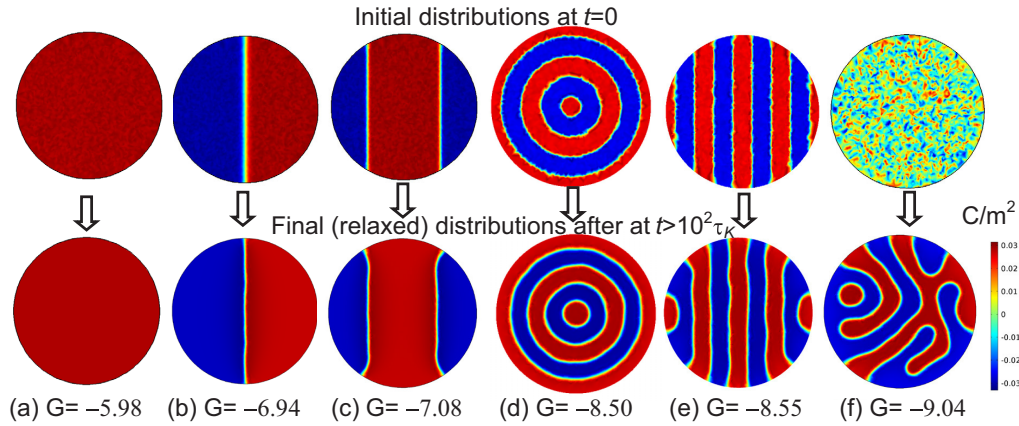 Initial distributions at t=0
Final (relaxed) distributions after at t>10²τ_K
C/m²
0.03
0.02
0.01
0
-0.01
-0.02
-0.03
(a) G= −5.98
(b) G= −6.94
(c) G= −7.08
(d) G= −8.50
(e) G= −8.55
(f) G= −9.04